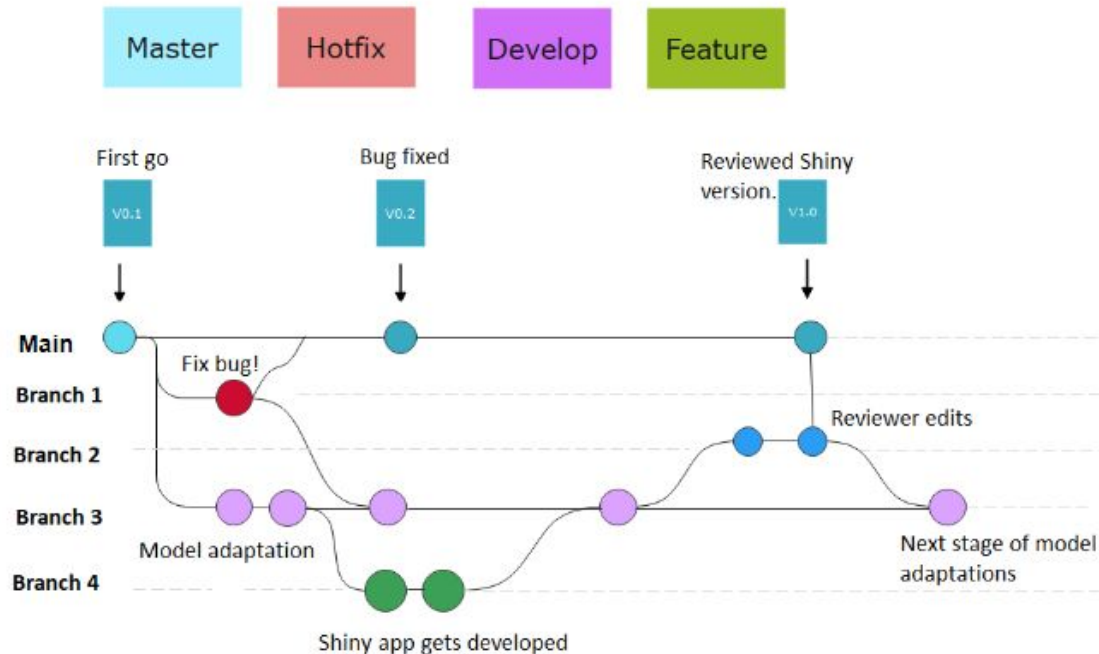 Master
Hotfix
Develop
Feature
First go
Bug fixed
Reviewed Shiny
version.
V0.1
V0.2
V1.0
Main
Fix bug!
Branch 1
Reviewer edits
Branch 2
Branch 3
Model adaptation
Next stage of model
adaptations
Branch 4
Shiny app gets developed